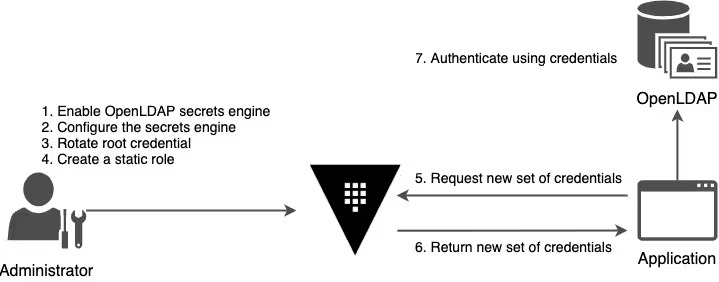 7. Authenticate using credentials
OpenLDAP
1. Enable OpenLDAP secrets engine
2. Configure the secrets engine
3. Rotate root credential
4. Create a static role
5. Request new set of credentials
6. Return new set of credentials
Administrator
Application